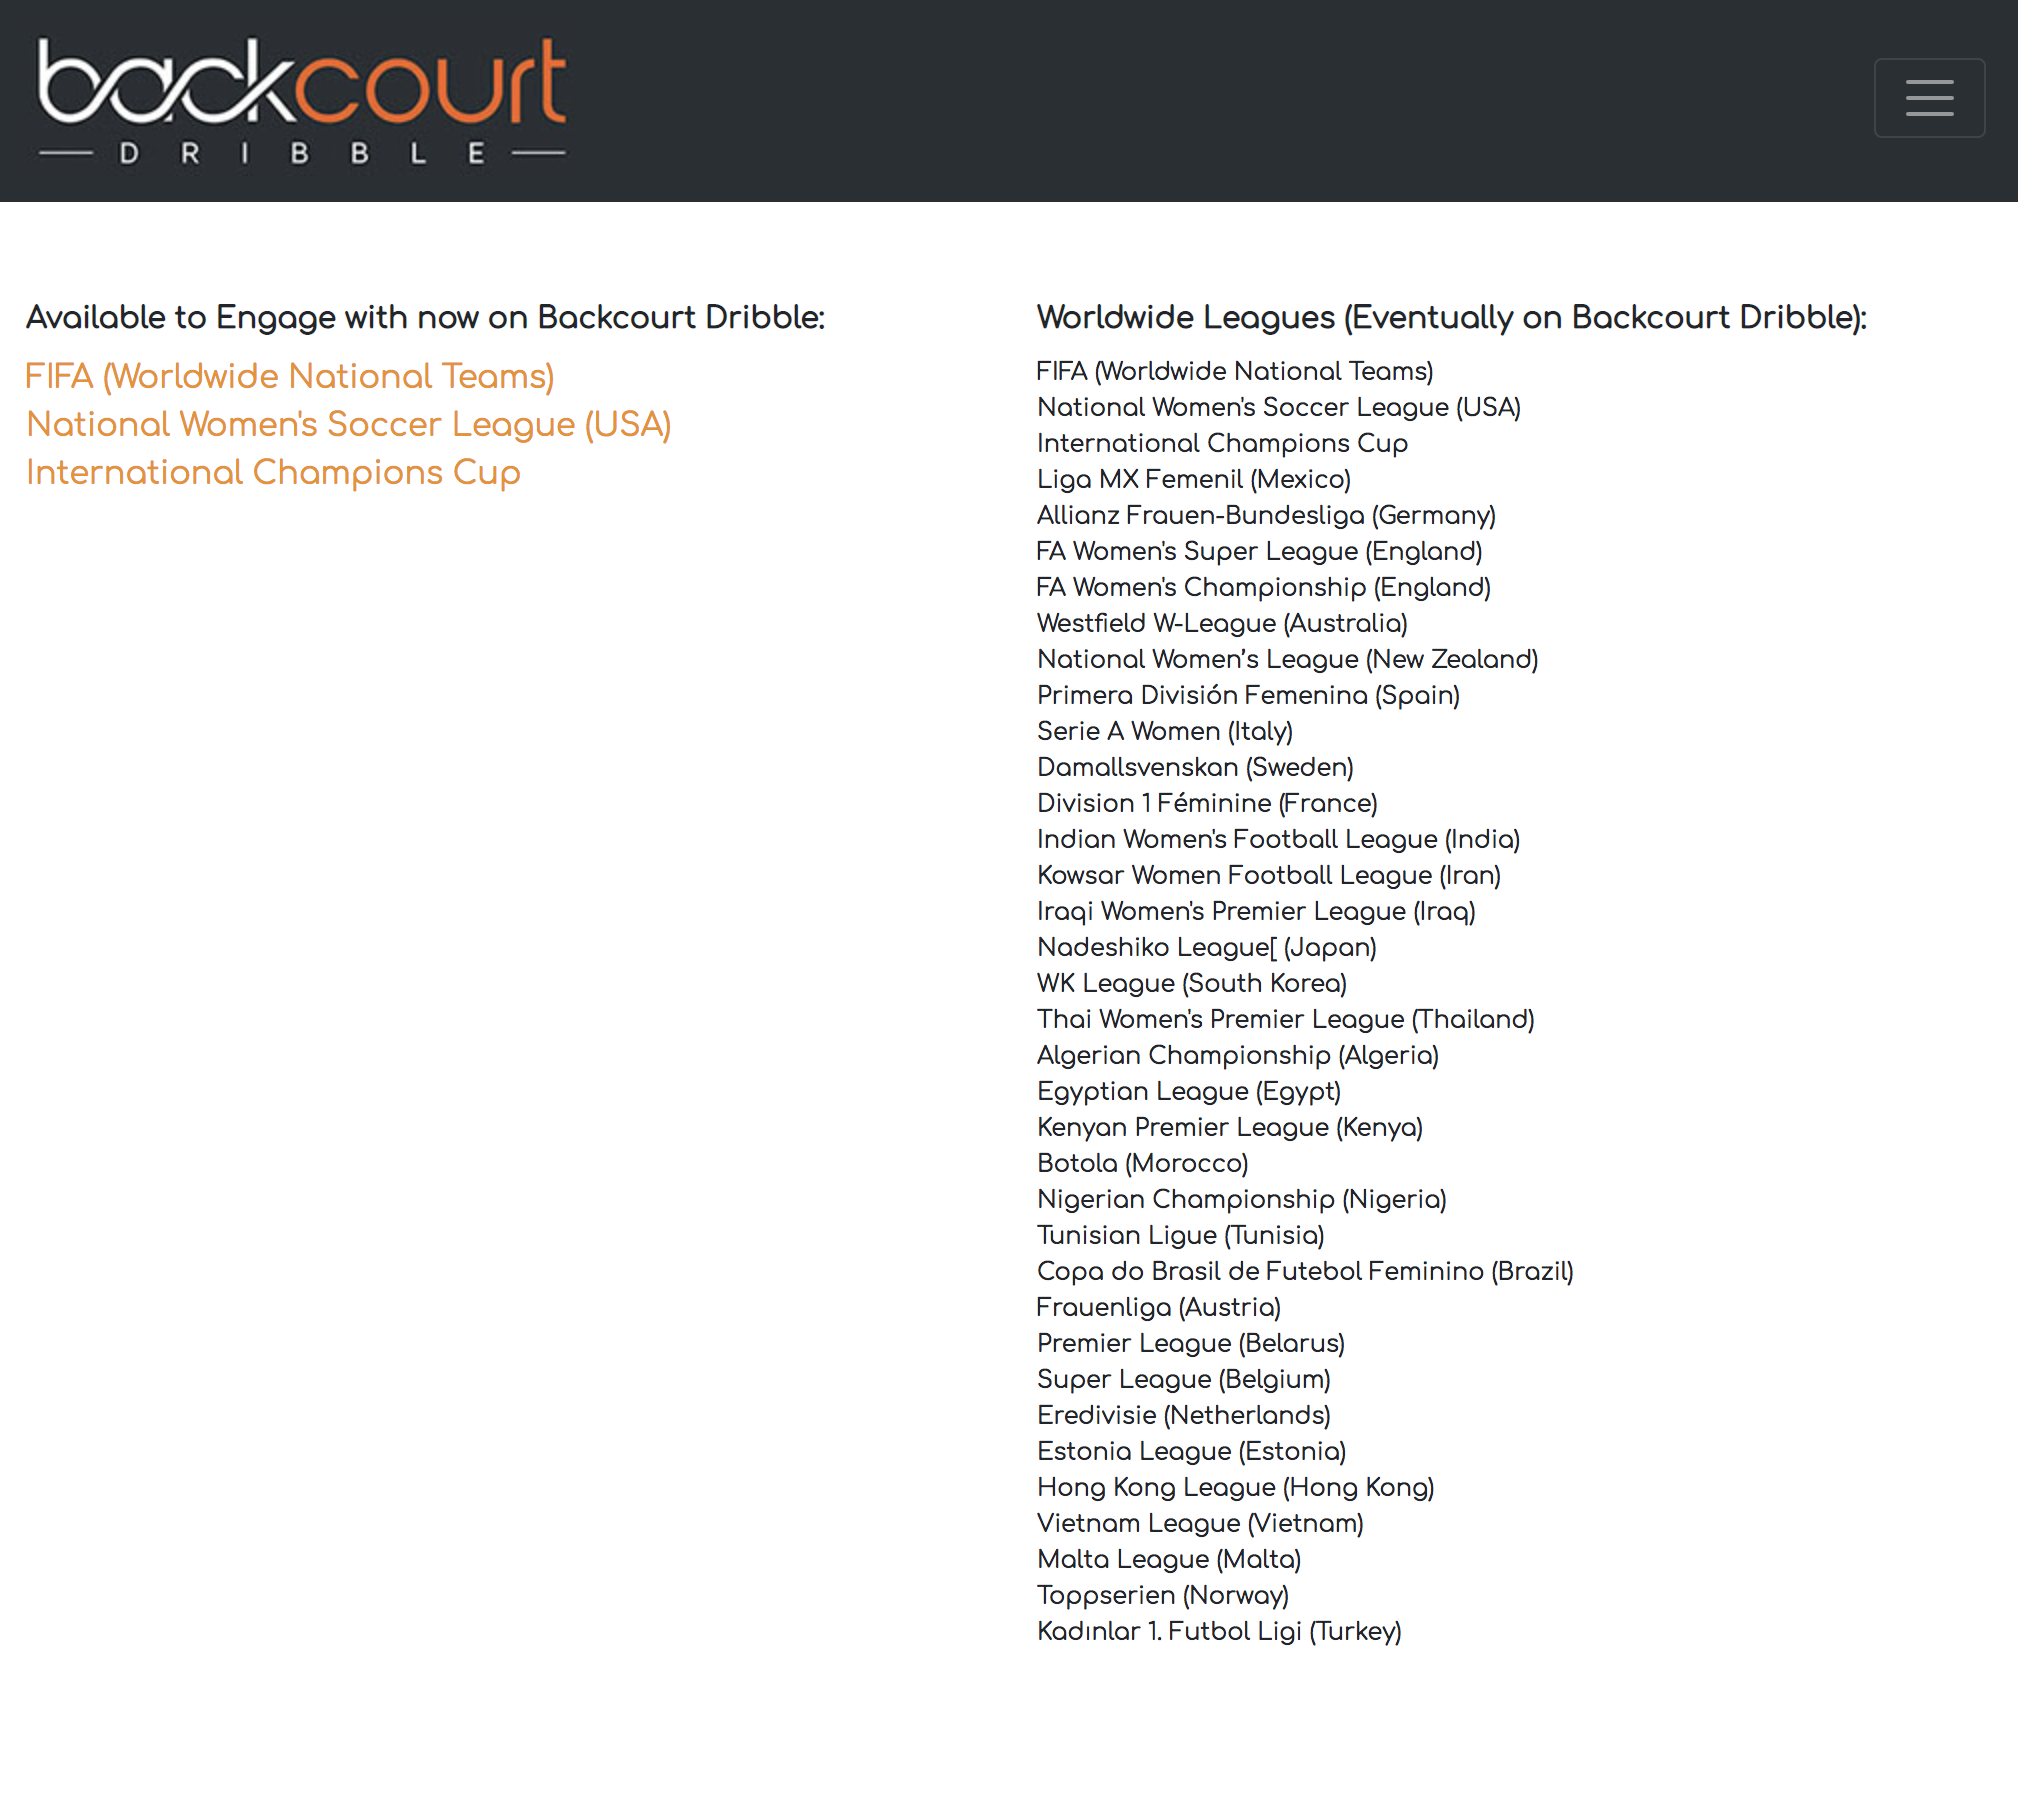 backcourt
DRIBBLE
Available to Engage with now on Backcourt Dribble:
FIFA (Worldwide National Teams)
National Women's Soccer League (USA)
International Champions Cup
Worldwide Leagues (Eventually on Backcourt Dribble):
FIFA (Worldwide National Teams)
National Women's Soccer League (USA)
International Champions Cup
Liga MX Femenil (Mexico)
Allianz Frauen-Bundesliga (Germany)
FA Women's Super League (England)
FA Women's Championship (England)
Westfield W-League (Australia)
National Women’s League (New Zealand)
Primera División Femenina (Spain)
Serie A Women (Italy)
Damallsvenskan (Sweden)
Division 1 Féminine (France)
Indian Women's Football League (India)
Kowsar Women Football League (Iran)
Iraqi Women's Premier League (Iraq)
Nadeshiko League[ (Japan)
WK League (South Korea)
Thai Women's Premier League (Thailand)
Algerian Championship (Algeria)
Egyptian League (Egypt)
Kenyan Premier League (Kenya)
Botola (Morocco)
Nigerian Championship (Nigeria)
Tunisian Ligue (Tunisia)
Copa do Brasil de Futebol Feminino (Brazil)
Frauenliga (Austria)
Premier League (Belarus)
Super League (Belgium)
Eredivisie (Netherlands)
Estonia League (Estonia)
Hong Kong League (Hong Kong)
Vietnam League (Vietnam)
Malta League (Malta)
Toppserien (Norway)
Kadınlar 1. Futbol Ligi (Turkey)